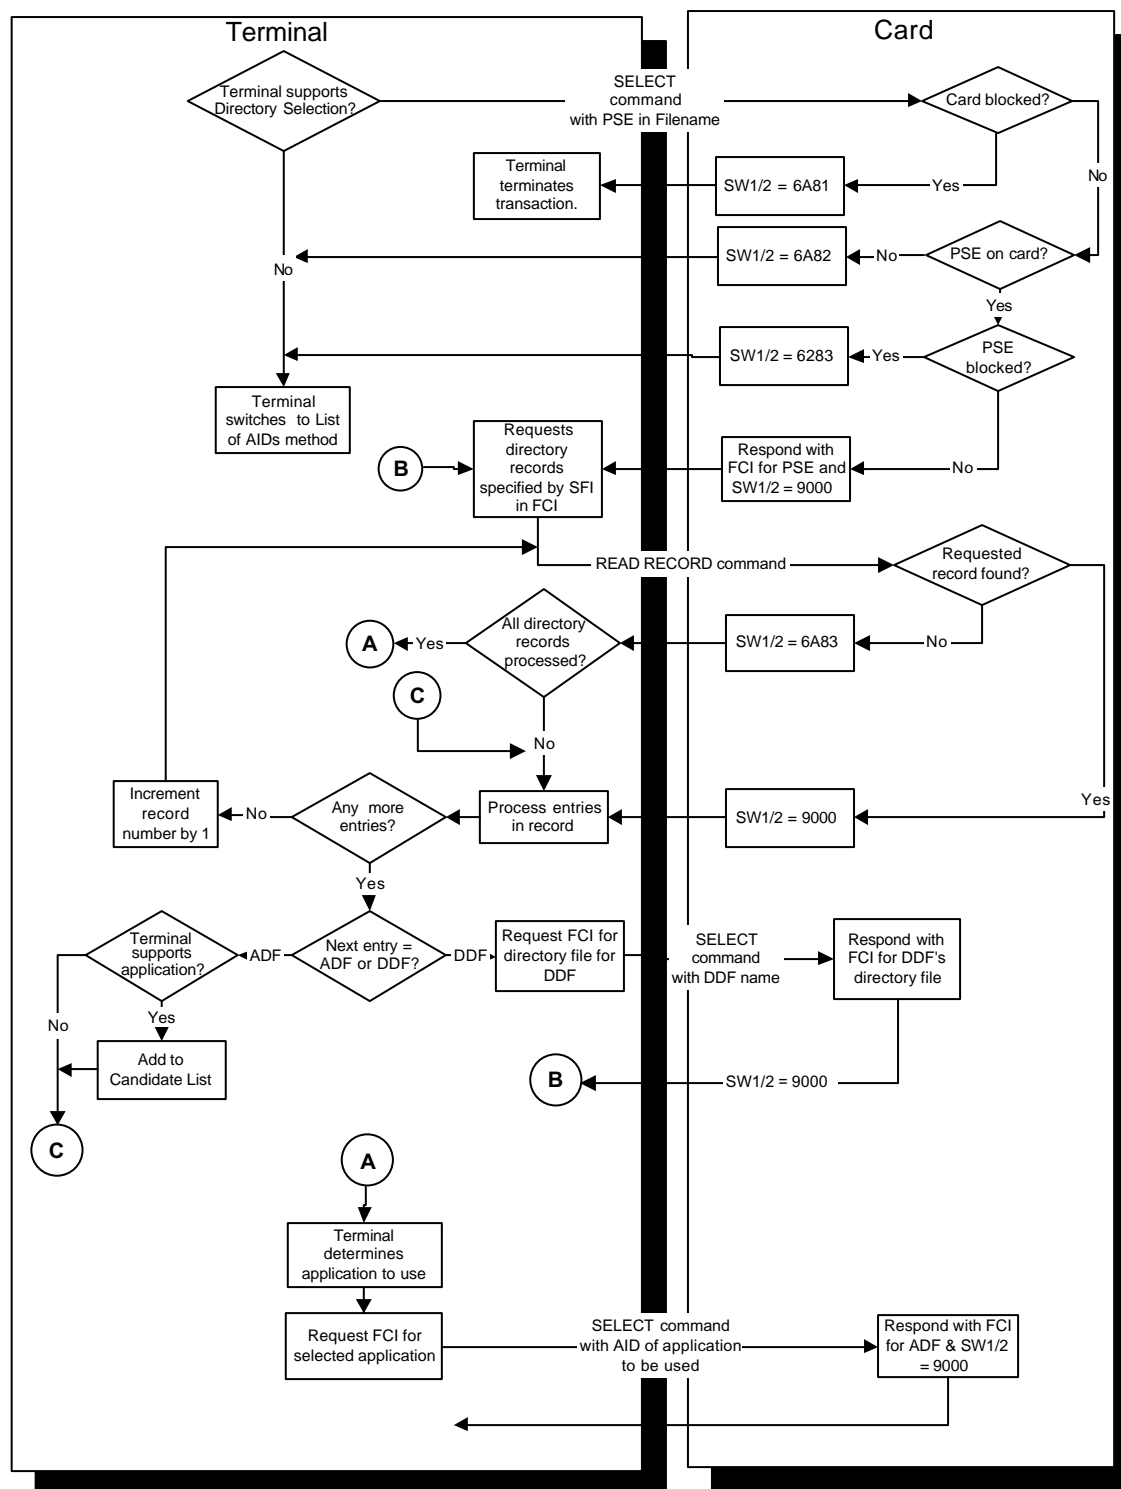 Terminal
Card
Terminal supports
Directory Selection?
SELECT
command
with PSE in Filename
Card blocked?
Terminal
terminates
transaction.
SW1/2 = 6A81
Yes
No
No
SW1/2 = 6A82
No
PSE on card?
Yes
SW1/2 = 6283
Yes
PSE
blocked?
Terminal
switches to List
of AIDs method
B
Requests
directory
records
specified by SFI
in FCI
Respond with
FCI for PSE and
SW1/2 = 9000
No
READ RECORD command
Requested
record found?
A
Yes
All directory
records
processed?
SW1/2 = 6A83
No
C
No
Increment
record
number by 1
No
Any more
entries?
Process entries
in record
SW1/2 = 9000
Yes
Yes
Terminal
supports
application?
ADF
Next entry =
ADF or DDF?
DDF
Request FCI for
directory file for
DDF
SELECT
command
with DDF name
Respond with
FCI for DDF's
directory file
No
Yes
Add to
Candidate List
B
SW1/2 = 9000
C
A
Terminal
determines
application to use
Request FCI for
selected application
SELECT command
with AID of application
to be used
Respond with FCI
for ADF & SW1/2
= 9000